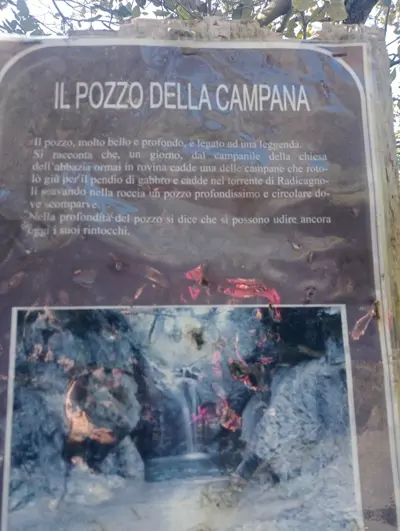 IL POZZO DELLA CAMPANA
Il pozzo, molto bello e profondo, è legato ad una leggenda.
Si racconta che, un giorno, dal campanile della chiesa
dell'abbazia ormai in rovina cadde una delle campane che roto-
lò giù per il pendio di gabbro e cadde nel torrente di Radicagno-
li scavando nella roccia un pozzo profondissimo e circolare do-
ve scomparve.
Nella profondità del pozzo si dice che si possono udire ancora
oggi i suoi rintocchi.